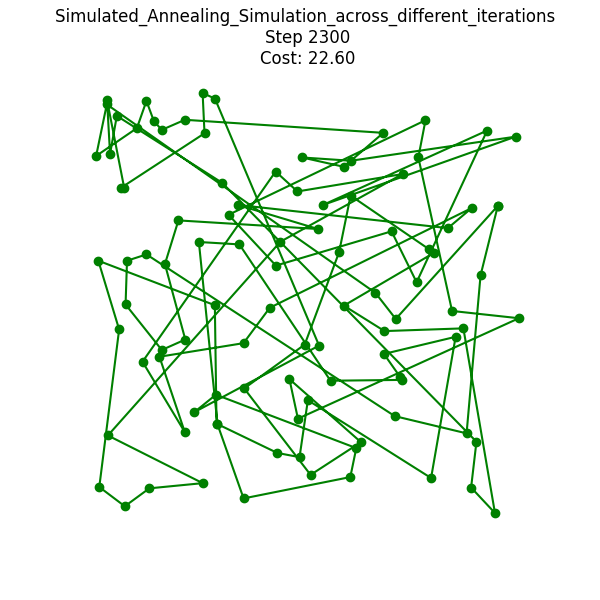 Simulated_Annealing_Simulation_across_different_iterations
Step 2300
Cost: 22.60